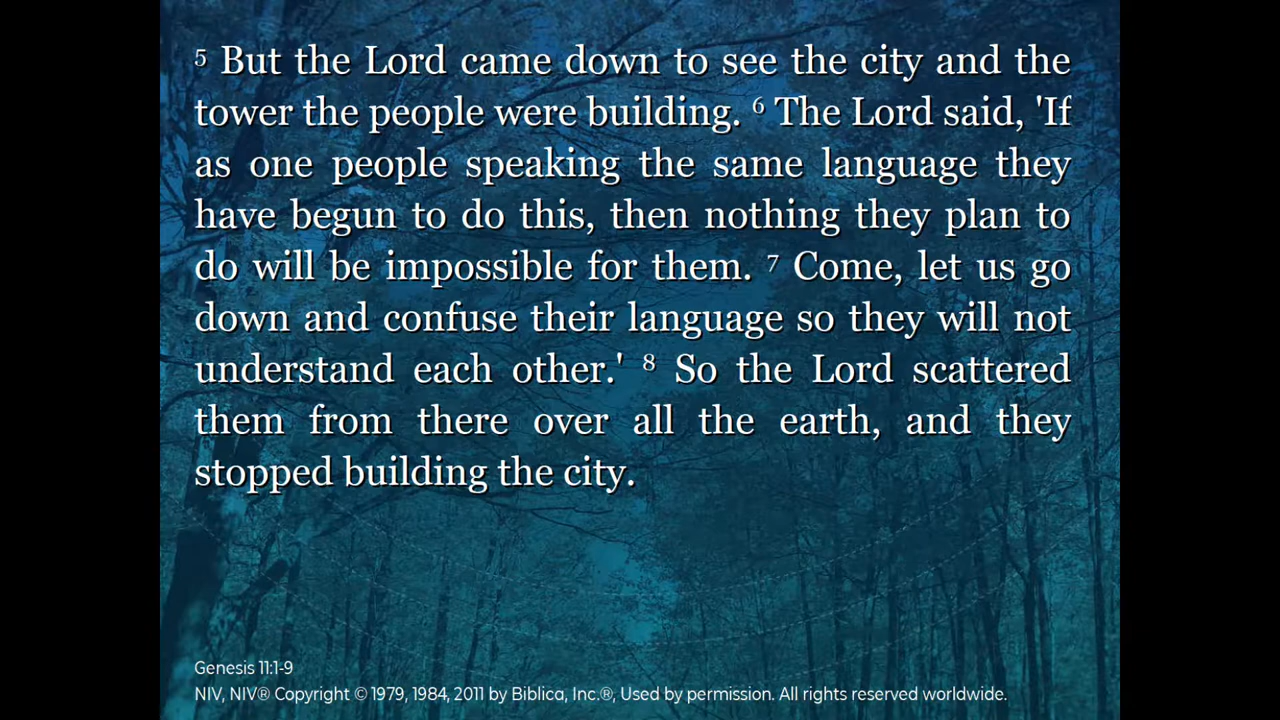 ⁵ But the Lord came down to see the city and the
tower the people were building. ⁶ The Lord said, 'If
as one people speaking the same language they
have begun to do this, then nothing they plan to
do will be impossible for them. ⁷ Come, let us go
down and confuse their language so they will not
understand each other.' ⁸ So the Lord scattered
them from there over all the earth, and they
stopped building the city.
Genesis 11:1-9
NIV, NIV® Copyright © 1979, 1984, 2011 by Biblica, Inc.®, Used by permission. All rights reserved worldwide.